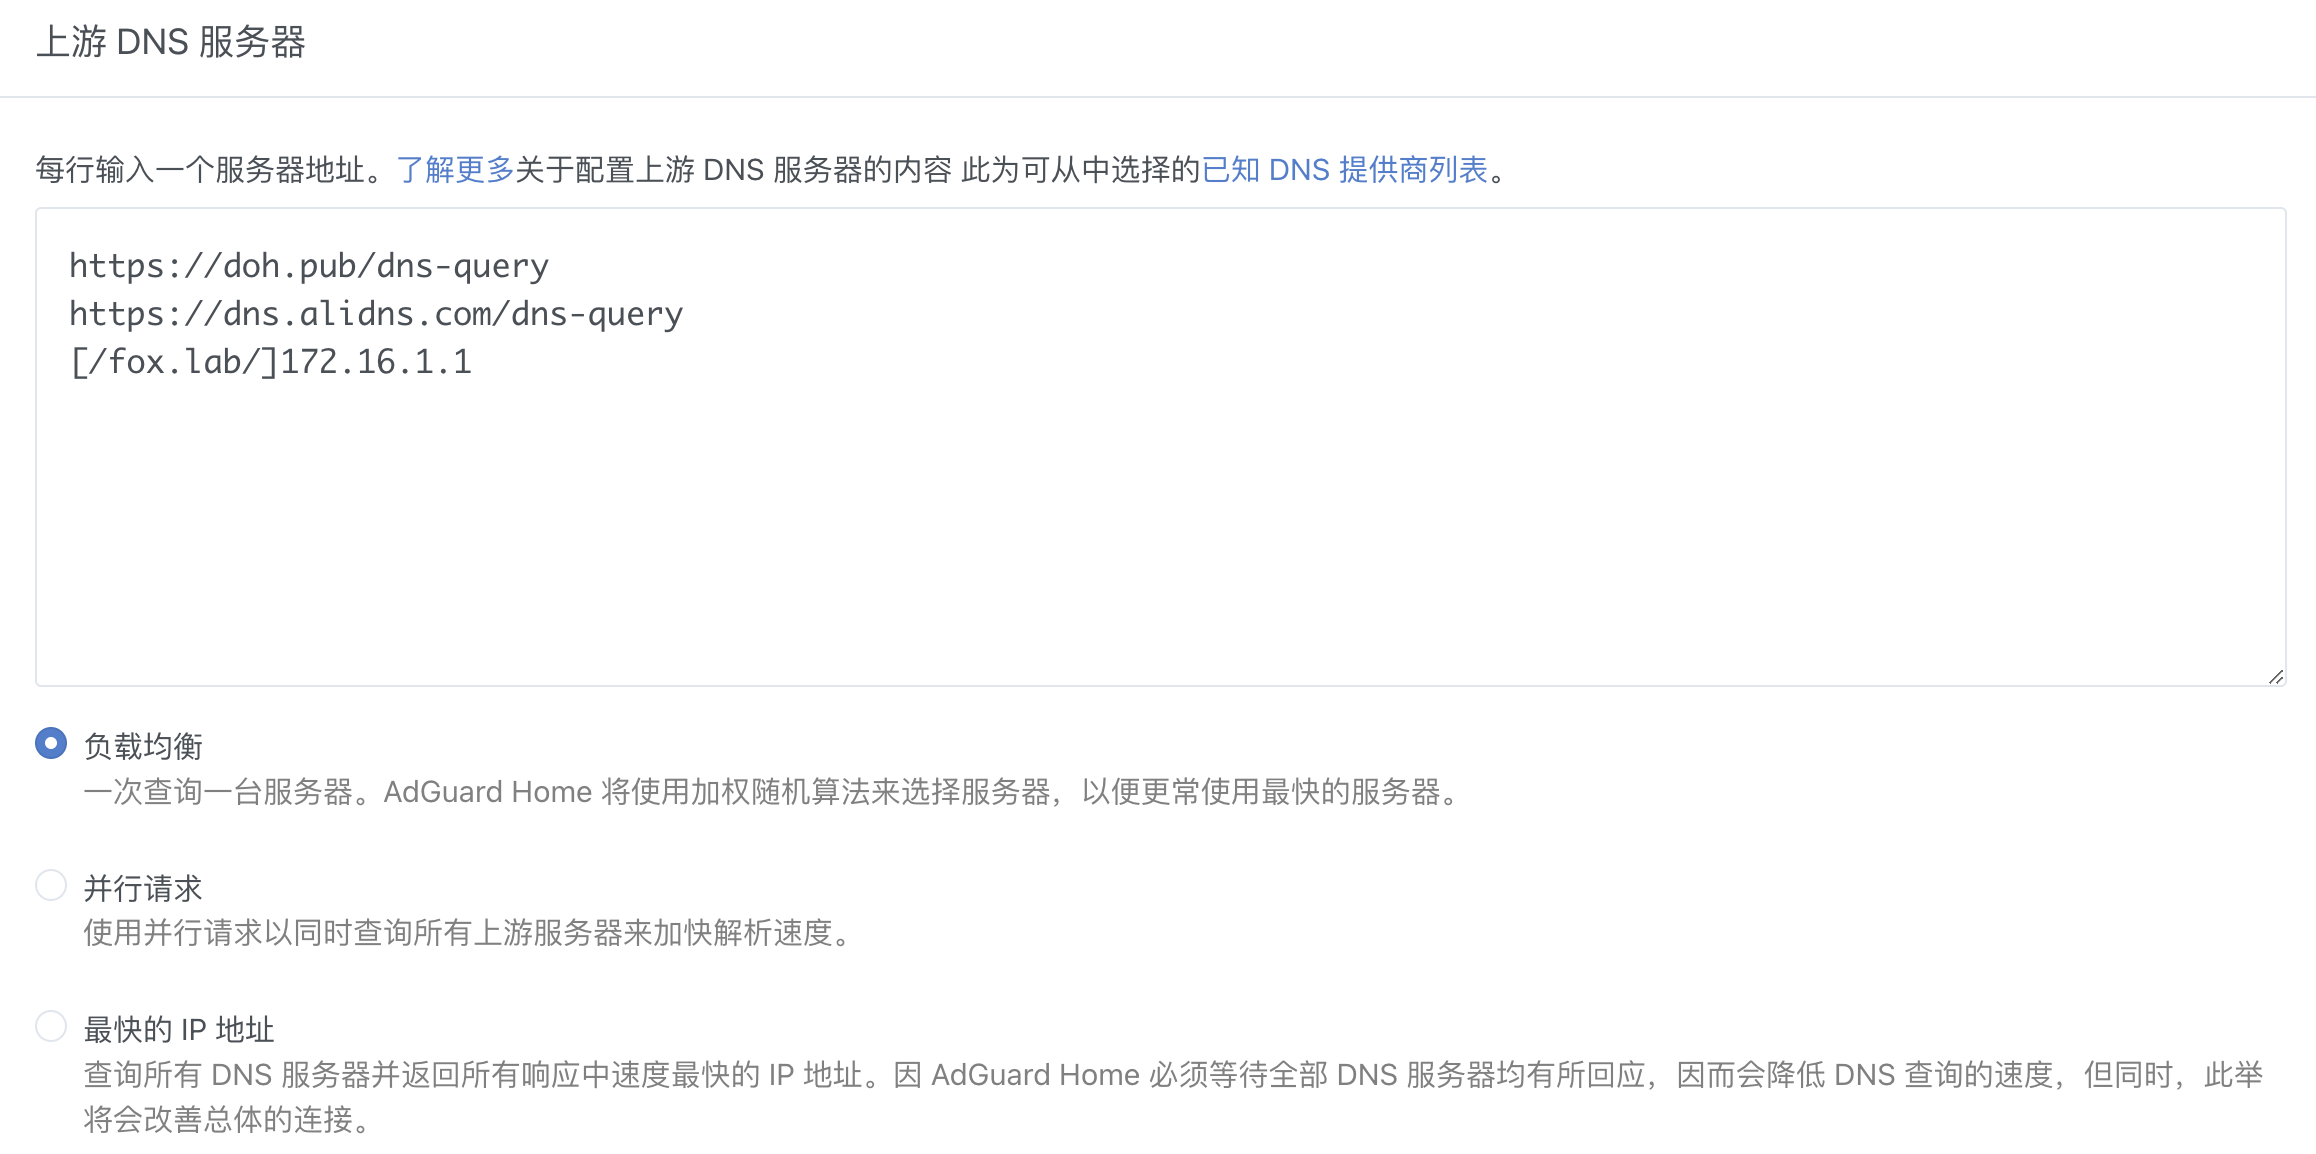 上游 DNS 服务器
每行输入一个服务器地址。了解更多关于配置上游 DNS 服务器的内容 此为可从中选择的已知 DNS 提供商列表。
https://doh.pub/dns-query
https://dns.alidns.com/dns-query
[/fox.lab/]172.16.1.1
负载均衡
一次查询一台服务器。AdGuard Home 将使用加权随机算法来选择服务器，以便更常使用最快的服务器。
并行请求
使用并行请求以同时查询所有上游服务器来加快解析速度。
最快的 IP 地址
查询所有 DNS 服务器并返回所有响应中速度最快的 IP 地址。因 AdGuard Home 必须等待全部 DNS 服务器均有所回应，因而会降低 DNS 查询的速度，但同时，此举
将会改善总体的连接。